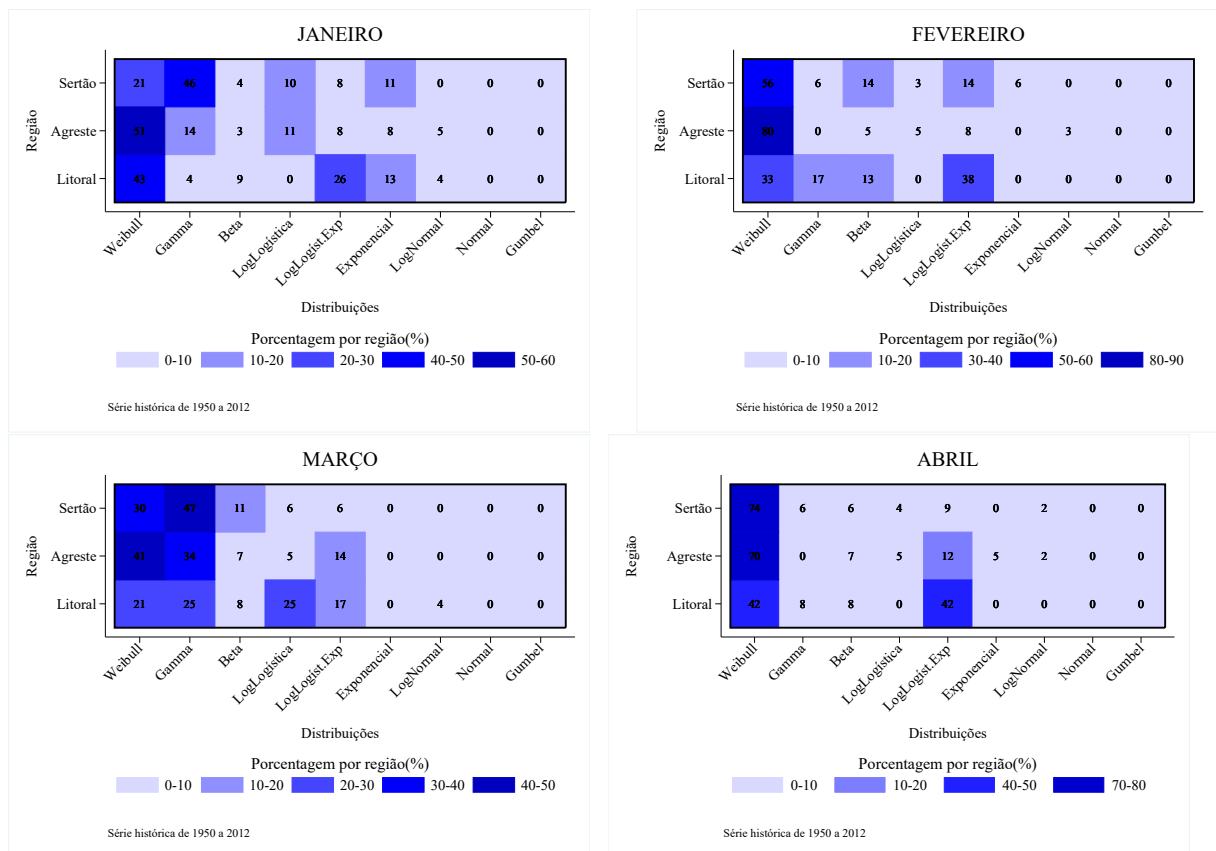 JANEIRO
Região
Sertão 21 46 4 10 8 11 0 0 0
Agreste 51 14 3 11 8 8 5 0 0
Litoral 43 4 9 0 26 13 4 0 0
Weibull Gamma Beta LogLogística LogLogist.Exp Exponencial LogNormal Normal Gumbel
Distribuições
Porcentagem por região(%)
0-10 10-20 20-30 40-50 50-60
Série histórica de 1950 a 2012
FEVEREIRO
Região
Sertão 56 6 14 3 14 6 0 0 0
Agreste 80 0 5 5 8 0 3 0 0
Litoral 33 17 13 0 38 0 0 0 0
Weibull Gamma Beta LogLogística LogLogist.Exp Exponencial LogNormal Normal Gumbel
Distribuições
Porcentagem por região(%)
0-10 10-20 30-40 50-60 80-90
Série histórica de 1950 a 2012
MARÇO
Região
Sertão 30 47 11 6 6 0 0 0 0
Agreste 41 34 7 5 14 0 0 0 0
Litoral 21 25 8 25 17 0 4 0 0
Weibull Gamma Beta LogLogística LogLogist.Exp Exponencial LogNormal Normal Gumbel
Distribuições
Porcentagem por região(%)
0-10 10-20 20-30 30-40 40-50
Série histórica de 1950 a 2012
ABRIL
Região
Sertão 74 6 6 4 9 0 2 0 0
Agreste 70 0 7 5 12 5 2 0 0
Litoral 42 8 8 0 42 0 0 0 0
Weibull Gamma Beta LogLogística LogLogist.Exp Exponencial LogNormal Normal Gumbel
Distribuições
Porcentagem por região(%)
0-10 10-20 40-50 70-80
Série histórica de 1950 a 2012